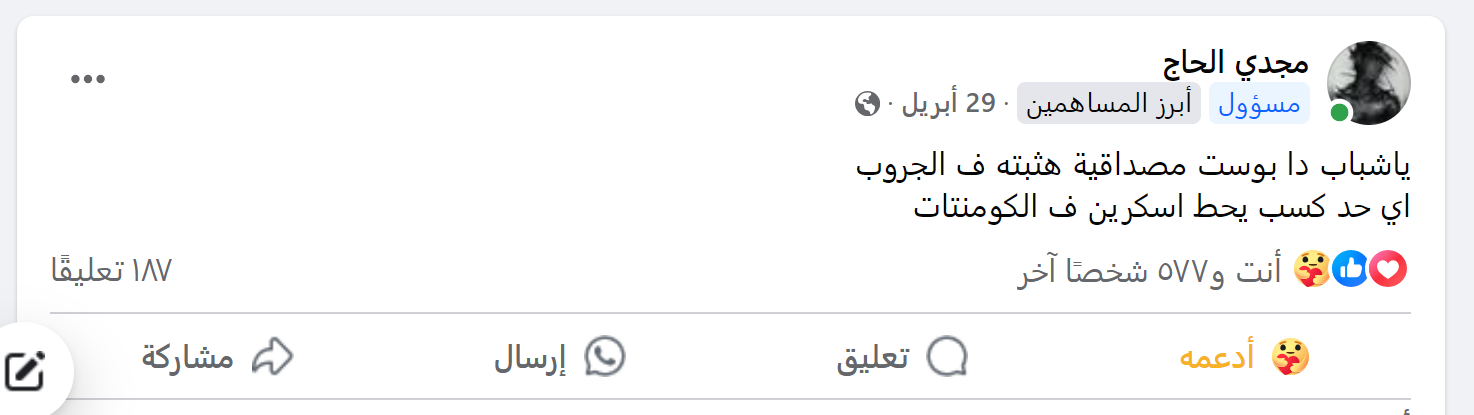 مجدي الحاج
مسؤول أبرز المساهمين · 29 أبريل ·
ياشباب دا بوست مصداقية هثبته ف الجروب
اي حد كسب يحط اسكرين ف الكومنتات
أنت و٥٧٧ شخصًا آخر
١٨٧ تعليقًا
أدعمه
تعليق
إرسال
مشاركة